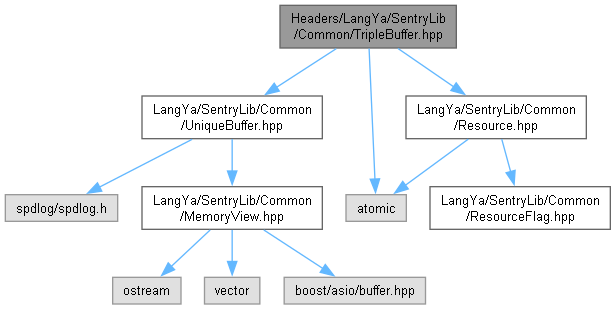 Headers/LangYa/SentryLib
/Common/TripleBuffer.hpp
LangYa/SentryLib/Common
/UniqueBuffer.hpp
LangYa/SentryLib/Common
/Resource.hpp
spdlog/spdlog.h
LangYa/SentryLib/Common
/MemoryView.hpp
atomic
LangYa/SentryLib/Common
/ResourceFlag.hpp
ostream
vector
boost/asio/buffer.hpp